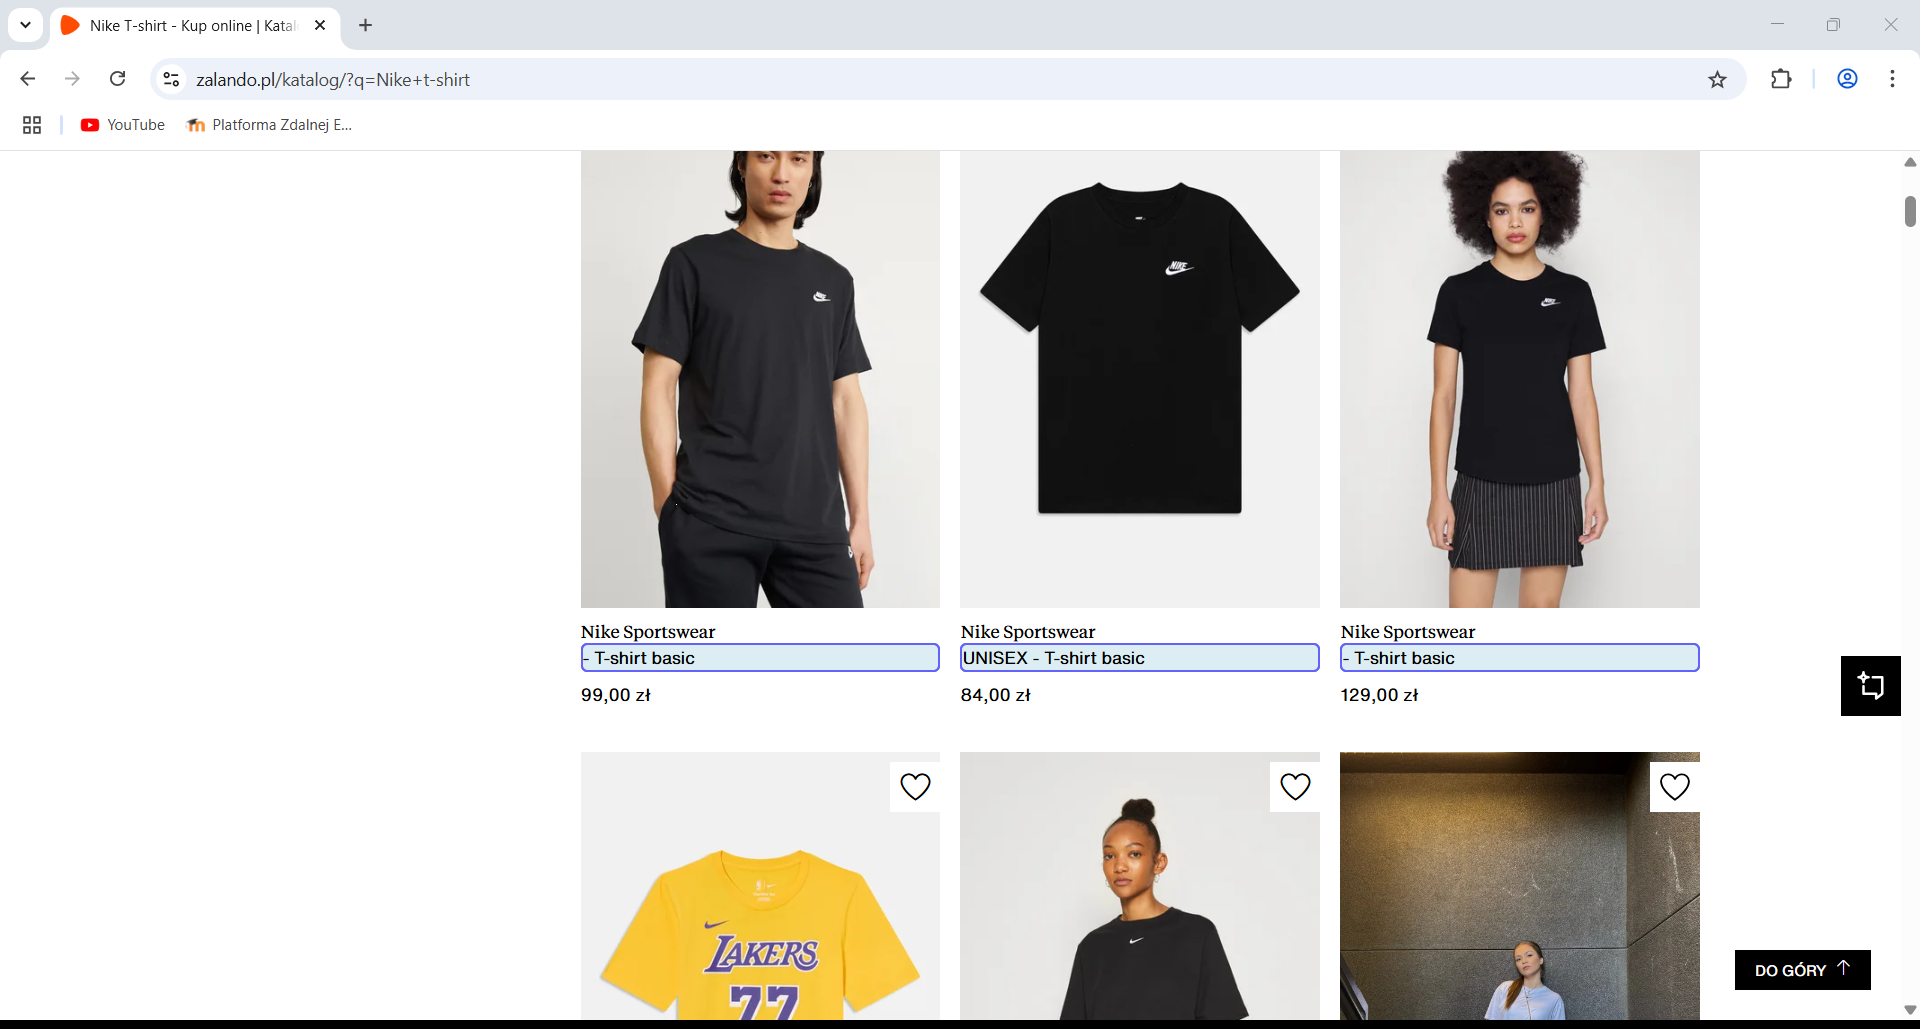 Nike T-shirt - Kup online | Katal
zalando.pl/katalog/?q=Nike+t-shirt
YouTube
Platforma Zdalnej E...
NIKE
NIKE
Nike Sportswear
Nike Sportswear
Nike Sportswear
- T-shirt basic
UNISEX - T-shirt basic
- T-shirt basic
99,00 zł
84,00 zł
129,00 zł
LAKERS
77
DO GÓRY